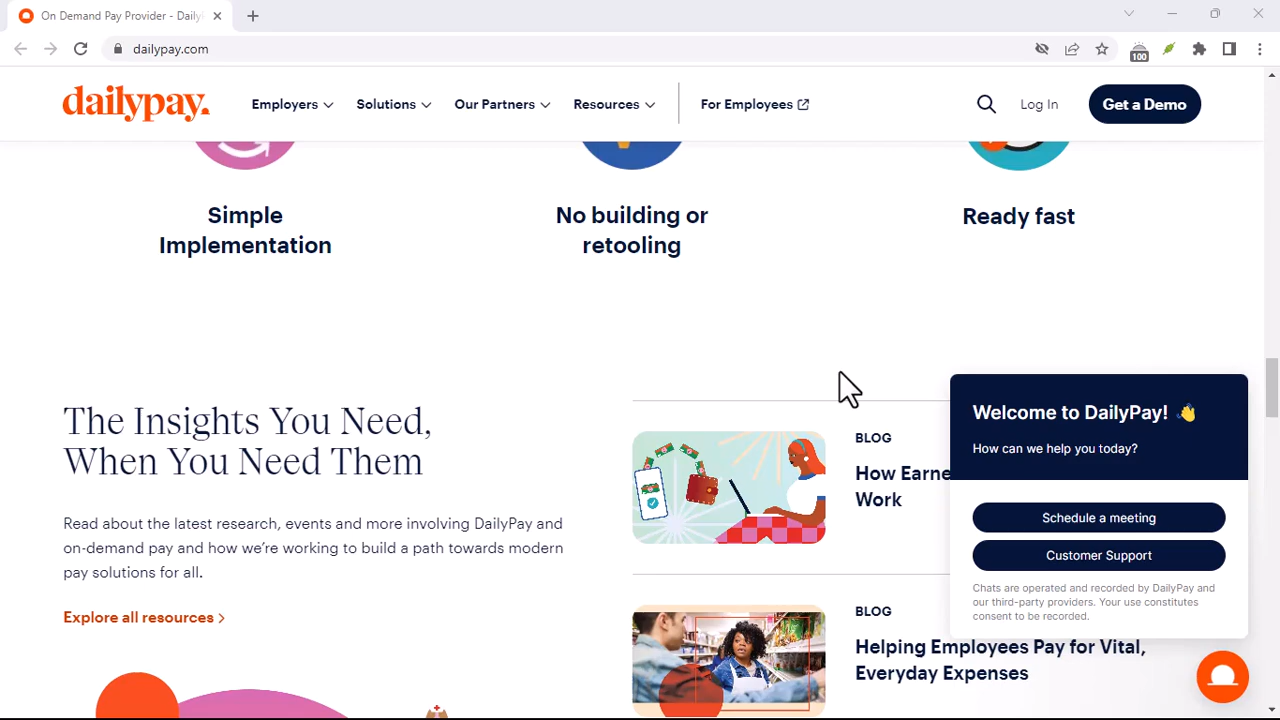 On Demand Pay Provider - Daily
dailypay.com
100
dailypay.
Employers
Solutions
Our Partners
Resources
For Employees
Log In
Get a Demo
Simple
Implementation
No building or
retooling
Ready fast
The Insights You Need,
When You Need Them
Read about the latest research, events and more involving DailyPay and
on-demand pay and how we're working to build a path towards modern
pay solutions for all.
Explore all resources >
BLOG
How Earne
Work
BLOG
Helping Employees Pay for Vital,
Everyday Expenses
Welcome to DailyPay! 👋
How can we help you today?
Schedule a meeting
Customer Support
Chats are operated and recorded by DailyPay and
our third-party providers. Your use constitutes
consent to be recorded.